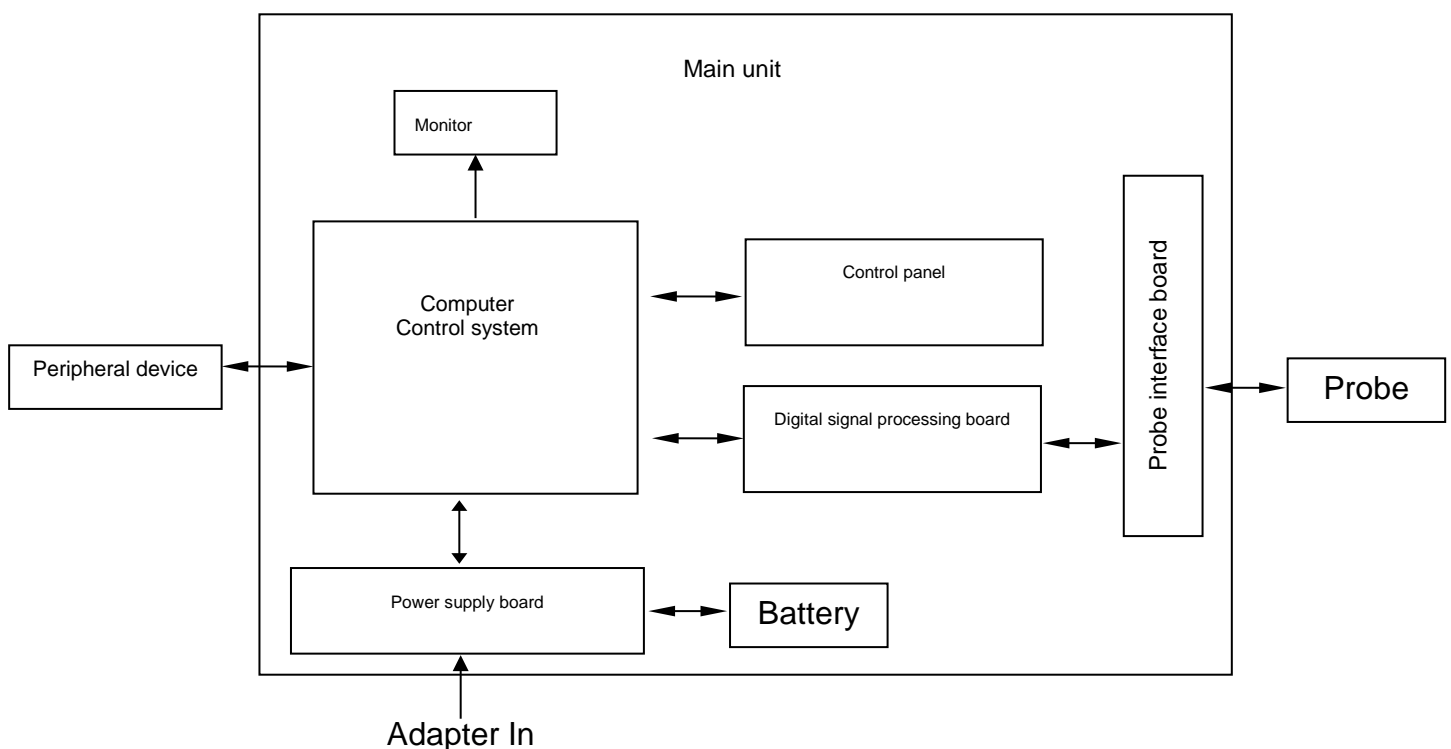 Main unit
Monitor
Computer
Control system
Control panel
Peripheral device
Digital signal processing board
Probe interface board
Probe
Power supply board
Battery
Adapter In